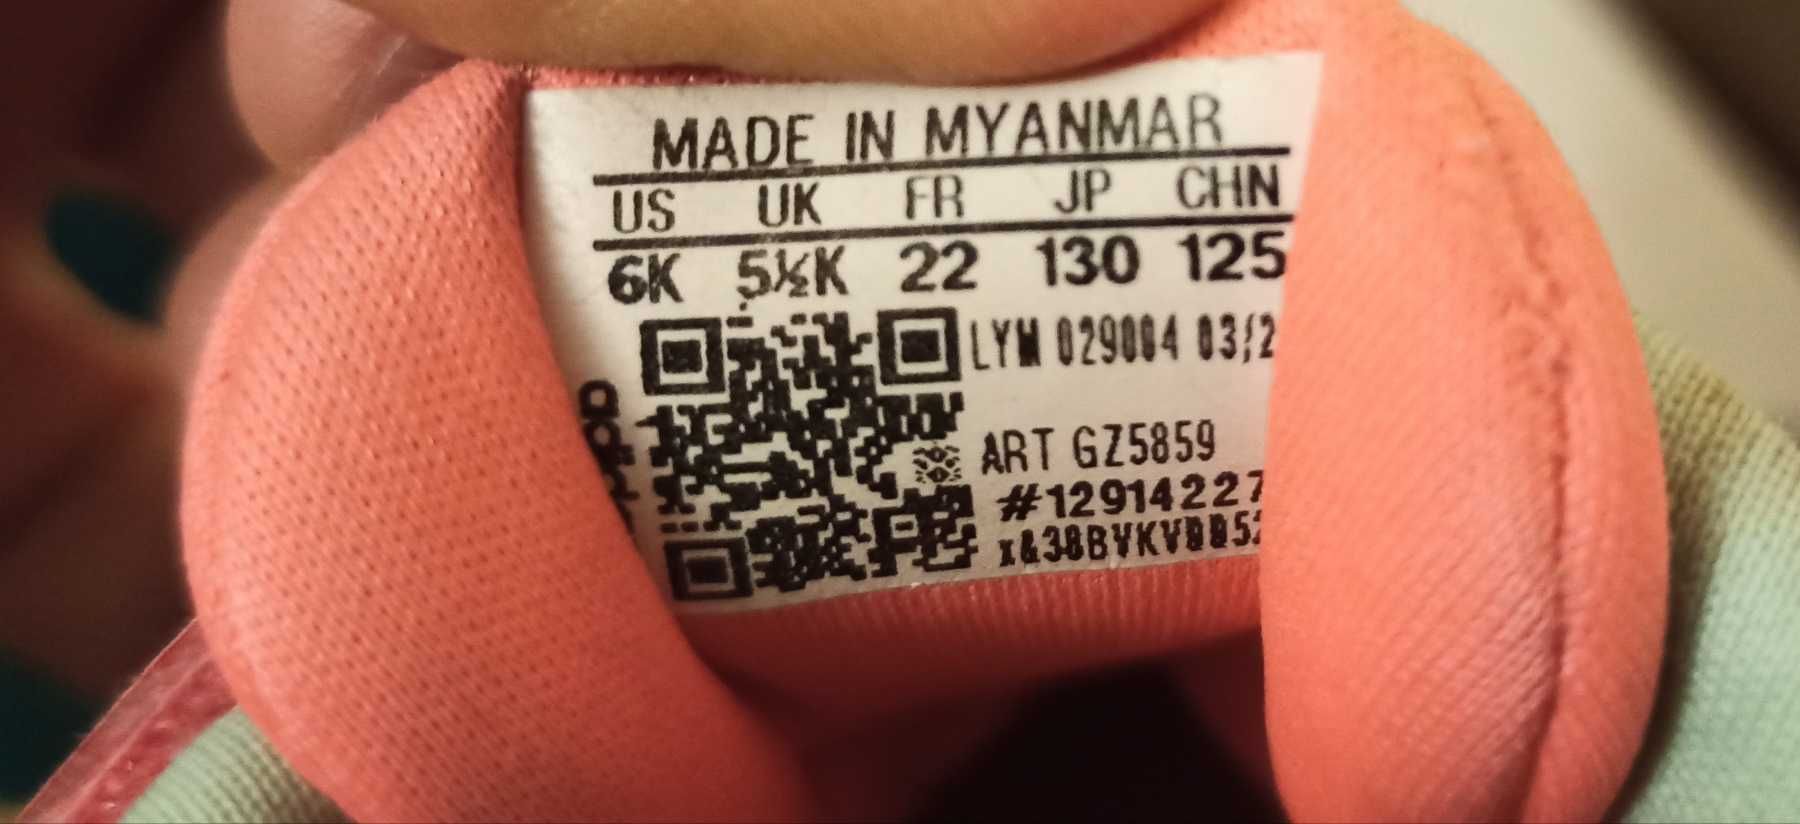 MADE IN MYANMAR
US UK FR JP CHN
6K 5½K 22 130 125
LYM 029004 03/2
ART GZ5859
#12914227